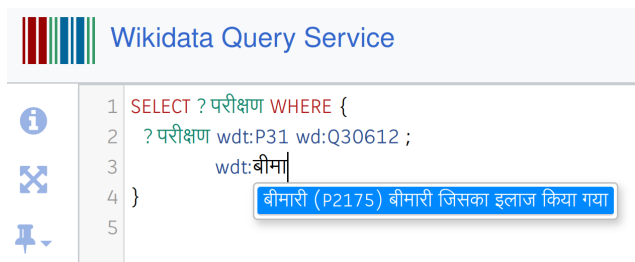 Wikidata Query Service
1 SELECT ?परीक्षण WHERE {
2 ?परीक्षण wdt:P31 wd:Q30612 ;
3 wdt:बीमा
4 }
बीमारी (P2175) बीमारी जिसका इलाज किया गया
5